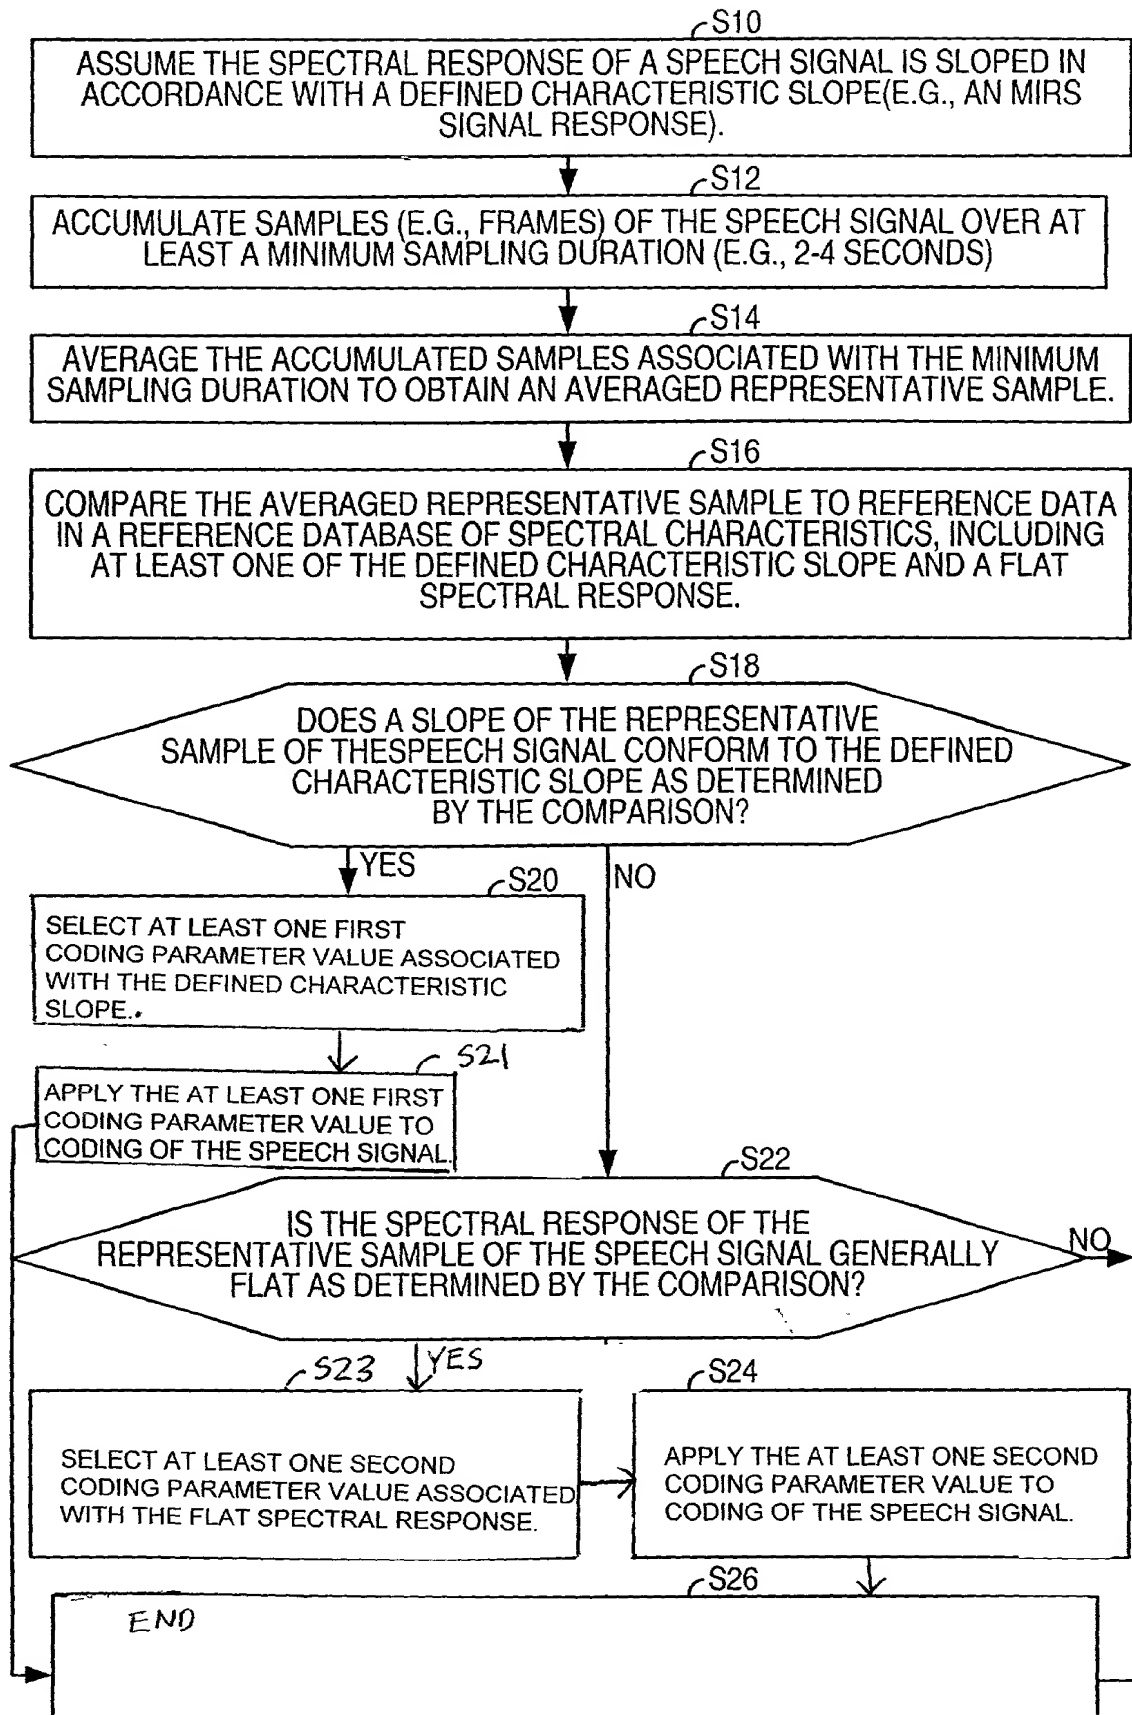 S10
ASSUME THE SPECTRAL RESPONSE OF A SPEECH SIGNAL IS SLOPED IN
ACCORDANCE WITH A DEFINED CHARACTERISTIC SLOPE(E.G., AN MIRS
SIGNAL RESPONSE).
S12
ACCUMULATE SAMPLES (E.G., FRAMES) OF THE SPEECH SIGNAL OVER AT
LEAST A MINIMUM SAMPLING DURATION (E.G., 2-4 SECONDS)
S14
AVERAGE THE ACCUMULATED SAMPLES ASSOCIATED WITH THE MINIMUM
SAMPLING DURATION TO OBTAIN AN AVERAGED REPRESENTATIVE SAMPLE.
S16
COMPARE THE AVERAGED REPRESENTATIVE SAMPLE TO REFERENCE DATA
IN A REFERENCE DATABASE OF SPECTRAL CHARACTERISTICS, INCLUDING
AT LEAST ONE OF THE DEFINED CHARACTERISTIC SLOPE AND A FLAT
SPECTRAL RESPONSE.
S18
DOES A SLOPE OF THE REPRESENTATIVE
SAMPLE OF THESPEECH SIGNAL CONFORM TO THE DEFINED
CHARACTERISTIC SLOPE AS DETERMINED
BY THE COMPARISON?
YES
NO
S20
SELECT AT LEAST ONE FIRST
CODING PARAMETER VALUE ASSOCIATED
WITH THE DEFINED CHARACTERISTIC
SLOPE..
S21
APPLY THE AT LEAST ONE FIRST
CODING PARAMETER VALUE TO
CODING OF THE SPEECH SIGNAL.
S22
IS THE SPECTRAL RESPONSE OF THE
REPRESENTATIVE SAMPLE OF THE SPEECH SIGNAL GENERALLY
FLAT AS DETERMINED BY THE COMPARISON?
NO
YES
S23
SELECT AT LEAST ONE SECOND
CODING PARAMETER VALUE ASSOCIATED
WITH THE FLAT SPECTRAL RESPONSE.
S24
APPLY THE AT LEAST ONE SECOND
CODING PARAMETER VALUE TO
CODING OF THE SPEECH SIGNAL.
S26
END